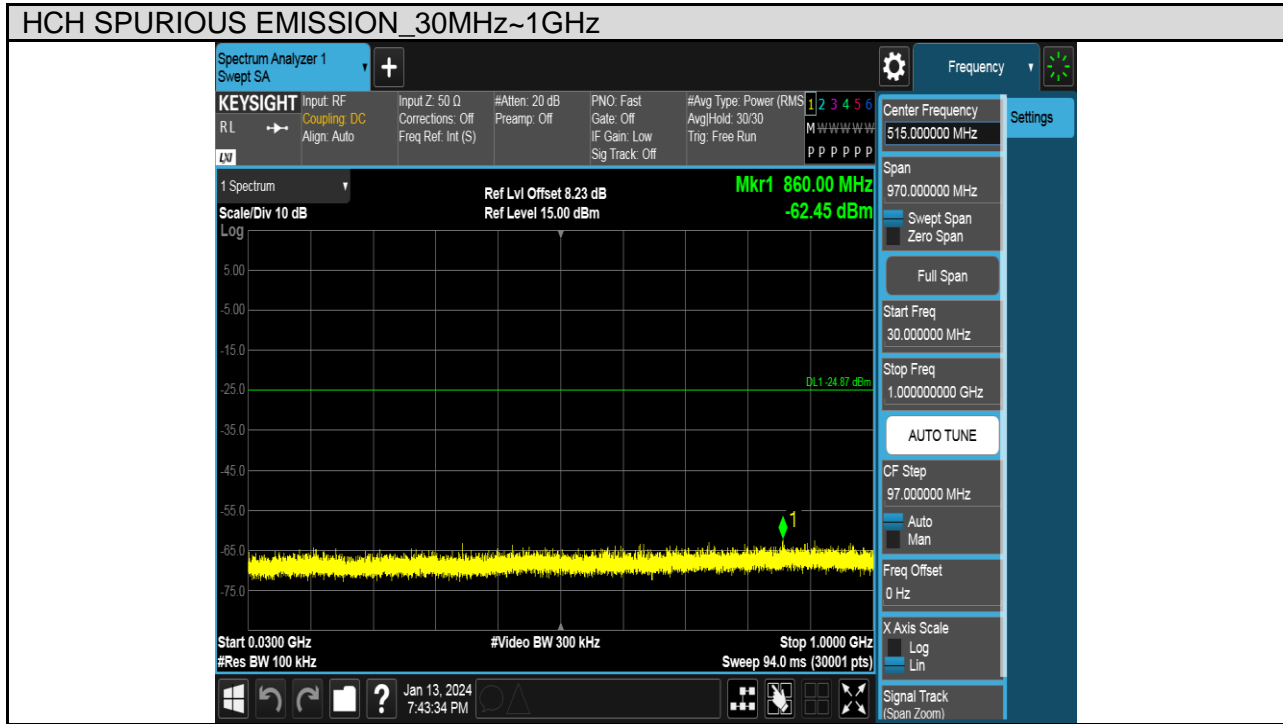 HCH SPURIOUS EMISSION_30MHz~1GHz
Spectrum Analyzer 1
Swept SA
Frequency
KEYSIGHT
RL
LXI
Input: RF
Coupling: DC
Align: Auto
Input Z: 50 Ω
Corrections: Off
Freq Ref: Int (S)
#Atten: 20 dB
Preamp: Off
PNO: Fast
Gate: Off
IF Gain: Low
Sig Track: Off
#Avg Type: Power (RMS
Avg|Hold: 30/30
Trig: Free Run
1 2 3 4 5 6
M W W W W W
P P P P P P
1 Spectrum
Scale/Div 10 dB
Log
Ref Lvl Offset 8.23 dB
Ref Level 15.00 dBm
Mkr1 860.00 MHz
-62.45 dBm
5.00
-5.00
-15.0
-25.0
DL1 -24.87 dBm
-35.0
-45.0
-55.0
1
-65.0
-75.0
Start 0.0300 GHz
#Video BW 300 kHz
Stop 1.0000 GHz
#Res BW 100 kHz
Sweep 94.0 ms (30001 pts)
?
Jan 13, 2024
7:43:34 PM
Center Frequency
515.000000 MHz
Settings
Span
970.000000 MHz
Swept Span
Zero Span
Full Span
Start Freq
30.000000 MHz
Stop Freq
1.000000000 GHz
AUTO TUNE
CF Step
97.000000 MHz
Auto
Man
Freq Offset
0 Hz
X Axis Scale
Log
Lin
Signal Track
(Span Zoom)